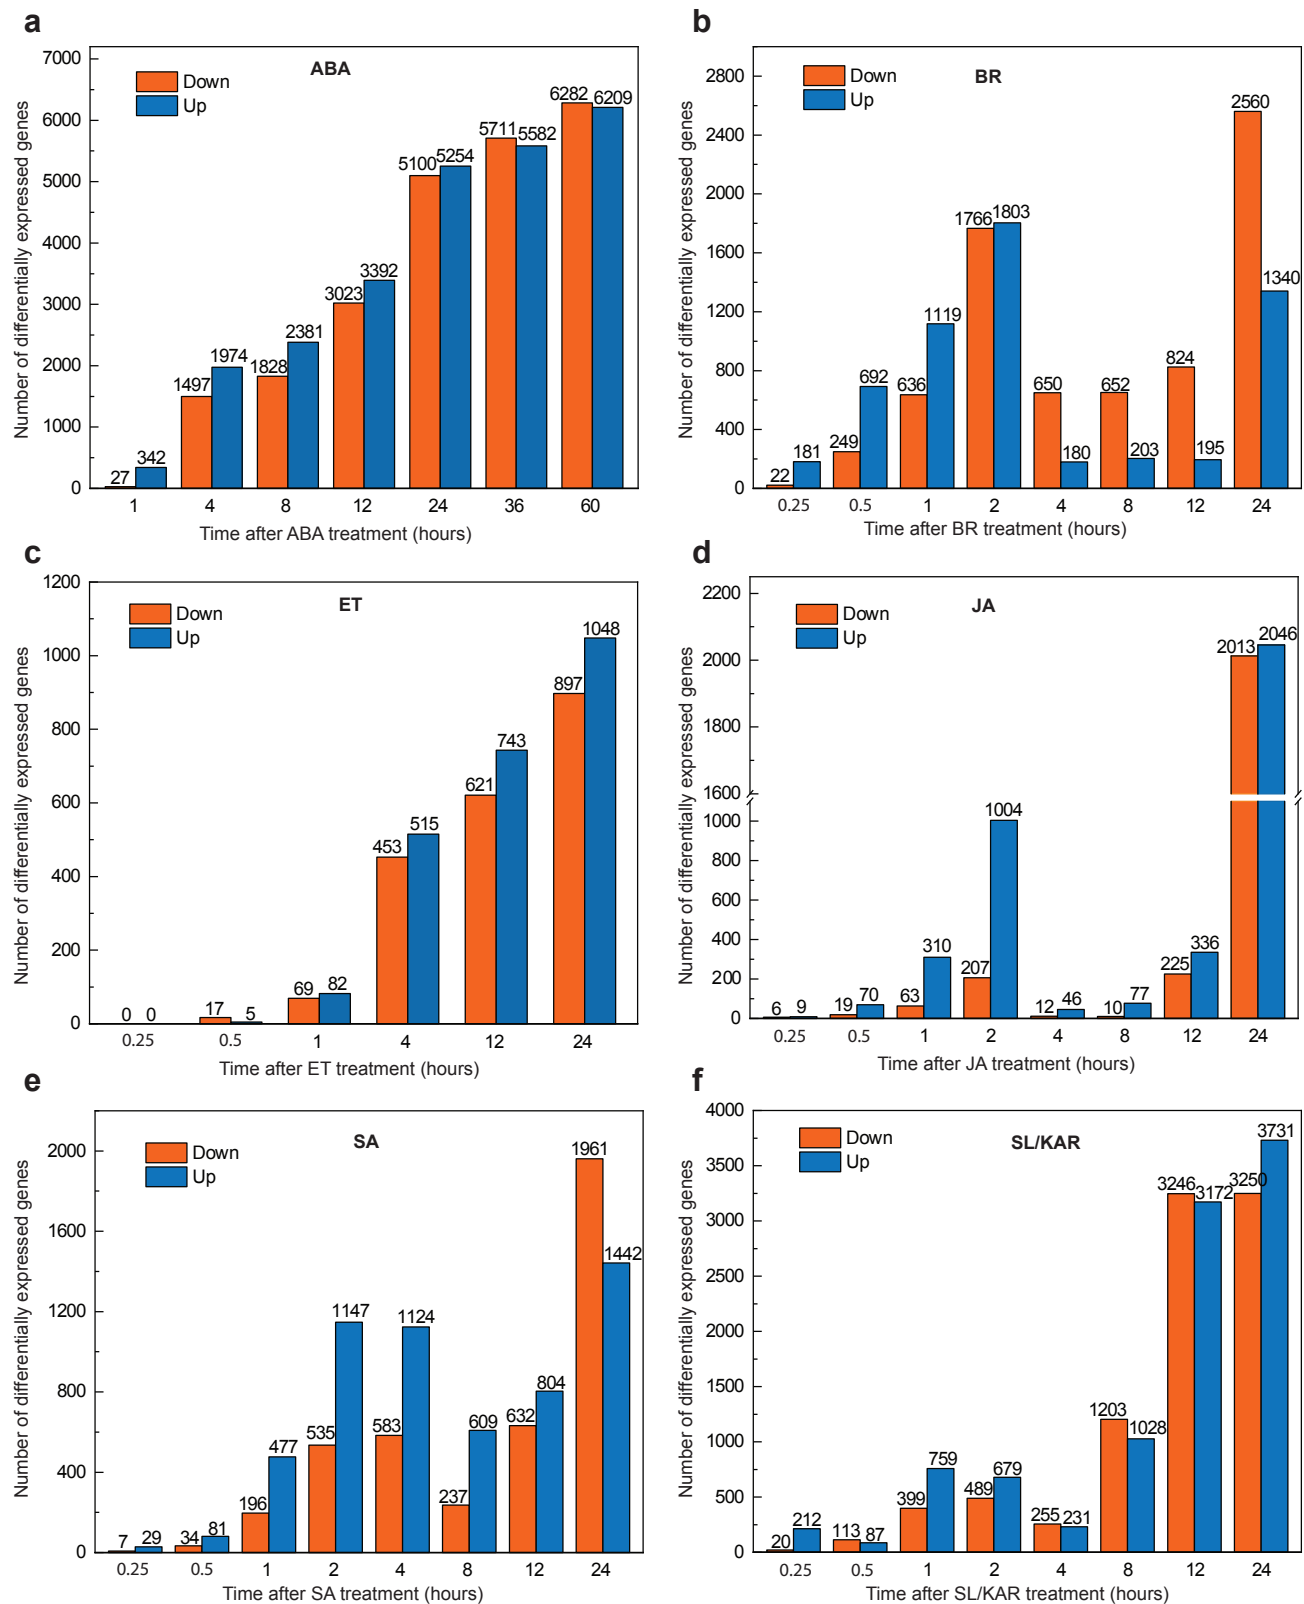 a
ABA
Down
Up
Number of differentially expressed genes
7000
6000
5000
4000
3000
2000
1000
0
27 342 1497 1974 1828 2381 3023 3392 5100 5254 5711 5582 6282 6209
1 4 8 12 24 36 60
Time after ABA treatment (hours)
b
BR
Down
Up
Number of differentially expressed genes
2800
2400
2000
1600
1200
800
400
0
22 181 249 692 636 1119 1766 1803 650 180 652 203 824 195 2560 1340
0.25 0.5 1 2 4 8 12 24
Time after BR treatment (hours)
c
ET
Down
Up
Number of differentially expressed genes
1200
1000
800
600
400
200
0
0 0 17 5 69 82 453 515 621 743 897 1048
0.25 0.5 1 4 12 24
Time after ET treatment (hours)
d
JA
Down
Up
Number of differentially expressed genes
2200
2000
1800
1600
1000
800
600
400
200
0
6 9 19 70 63 310 207 1004 12 46 10 77 225 336 2013 2046
0.25 0.5 1 2 4 8 12 24
Time after JA treatment (hours)
e
SA
Down
Up
Number of differentially expressed genes
2000
1600
1200
800
400
0
7 29 34 81 196 477 535 1147 583 1124 237 609 632 804 1961 1442
0.25 0.5 1 2 4 8 12 24
Time after SA treatment (hours)
f
SL/KAR
Down
Up
Number of differentially expressed genes
4000
3500
3000
2500
2000
1500
1000
500
0
20 212 113 87 399 759 489 679 255 231 1203 1028 3246 3172 3250 3731
0.25 0.5 1 2 4 8 12 24
Time after SL/KAR treatment (hours)